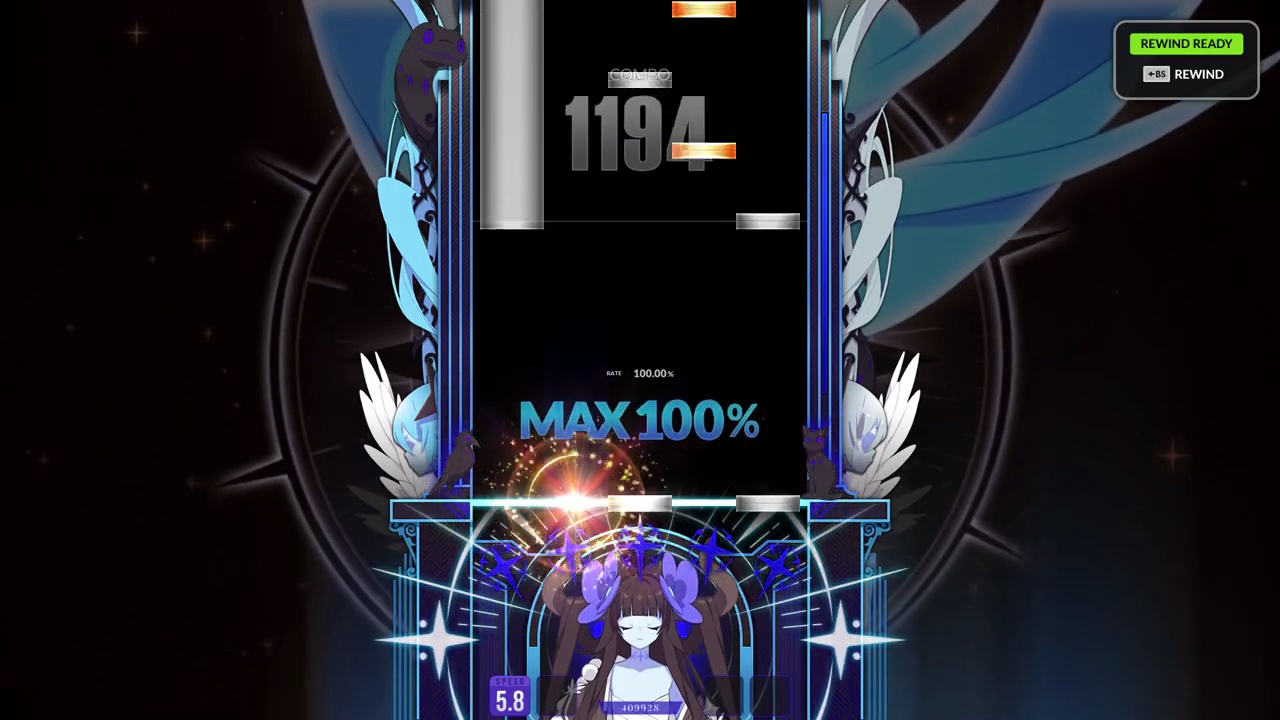 REWIND READY
←BS REWIND
COMBO
1194
RATE 100.00%
MAX 100%
SPEED
5.8
409928